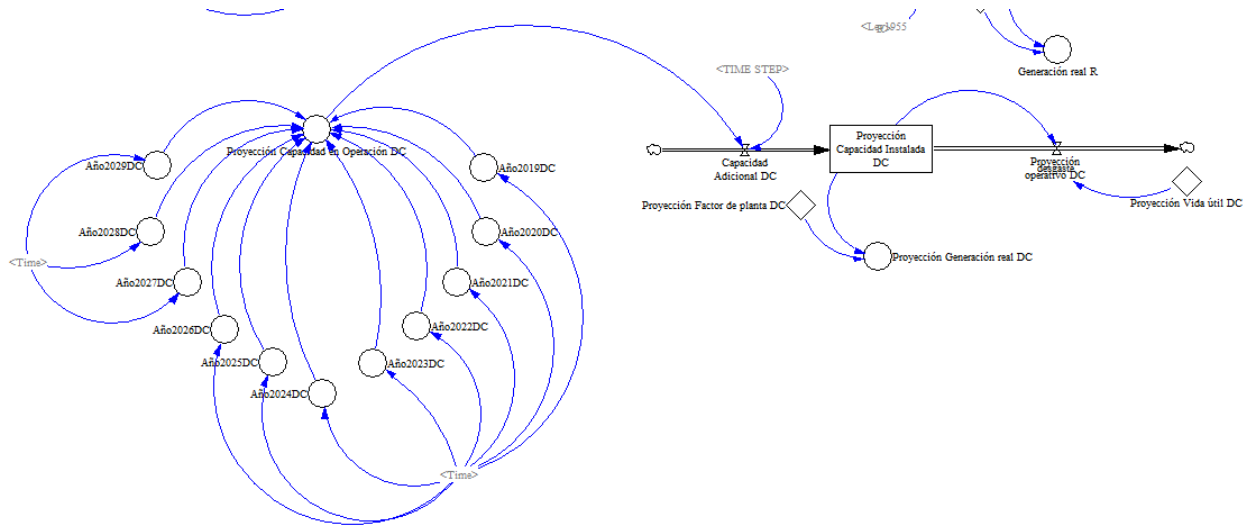 Generación real R
<TIME STEP>
Proyección
Capacidad Instalada
DC
Proyección Capacidad en Operación DC
Capacidad
Adicional DC
Proyección
desgaste
operativo DC
Año2029DC
Año2019DC
Proyección Factor de planta DC
Proyección Vida útil DC
Año2028DC
Año2020DC
<Time>
Proyección Generación real DC
Año2027DC
Año2021DC
Año2026DC
Año2022DC
Año2025DC
Año2023DC
Año2024DC
<Time>